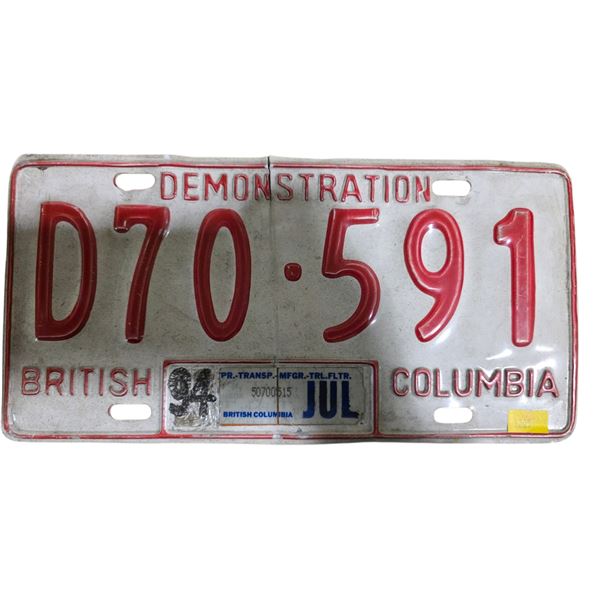 DEMONSTRATION
D70·591
BRITISH COLUMBIA
94 PR.-TRANSP.-MFGR.-TRL.FLTR.
50700515
BRITISH COLUMBIA JUL